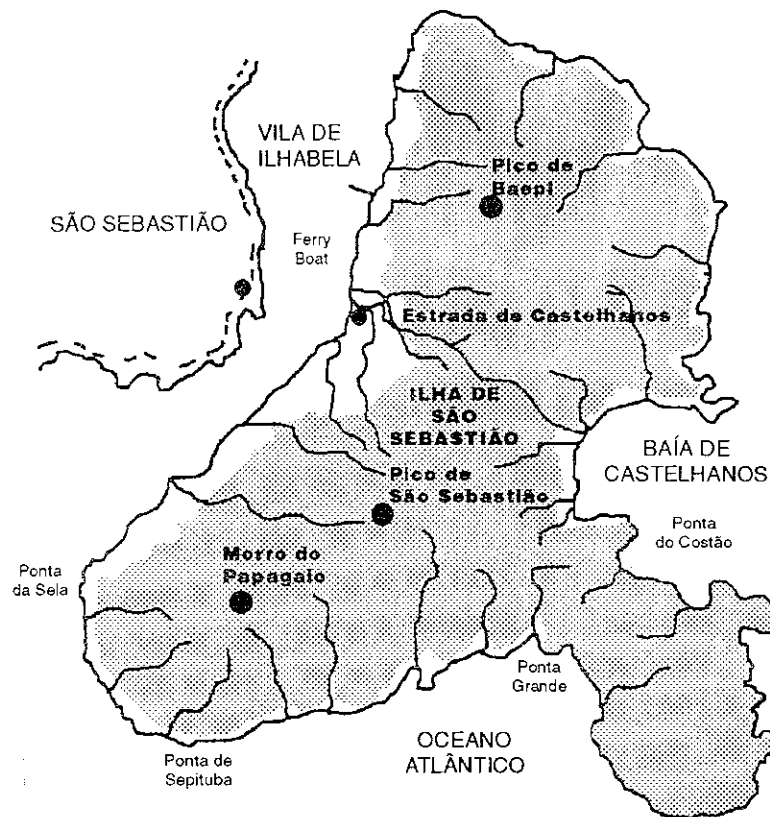 VILA DE
ILHABELA
Pico de
Baepi
SÃO SEBASTIÃO
Ferry
Boat
Estrada de Castelhanos
ILHA DE
SÃO
SEBASTIÃO
BAÍA DE
CASTELHANOS
Pico de
São Sebastião
Ponta
do Costão
Morro do
Papagaio
Ponta
da Sela
Ponta
Grande
OCEANO
ATLÂNTICO
Ponta de
Sepituba